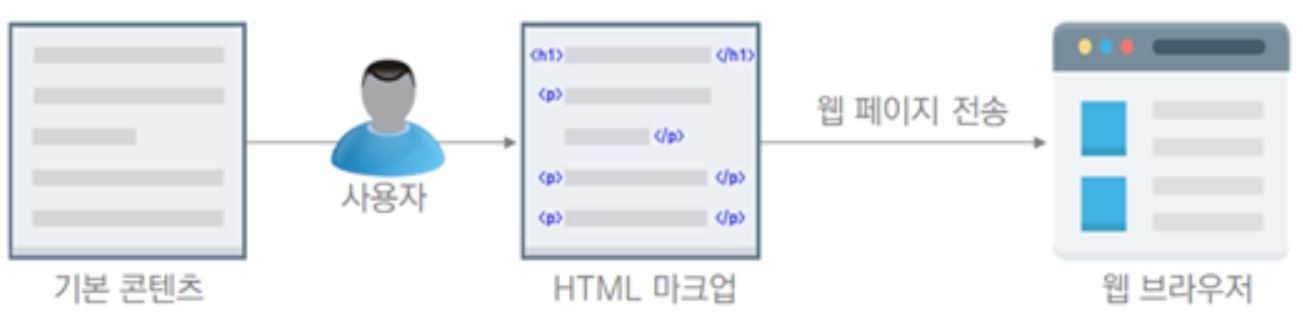 <h1> </h1>
<p>
</p>
<p> </p>
<p> </p>
웹 페이지 전송
사용자
기본 콘텐츠
HTML 마크업
웹 브라우저